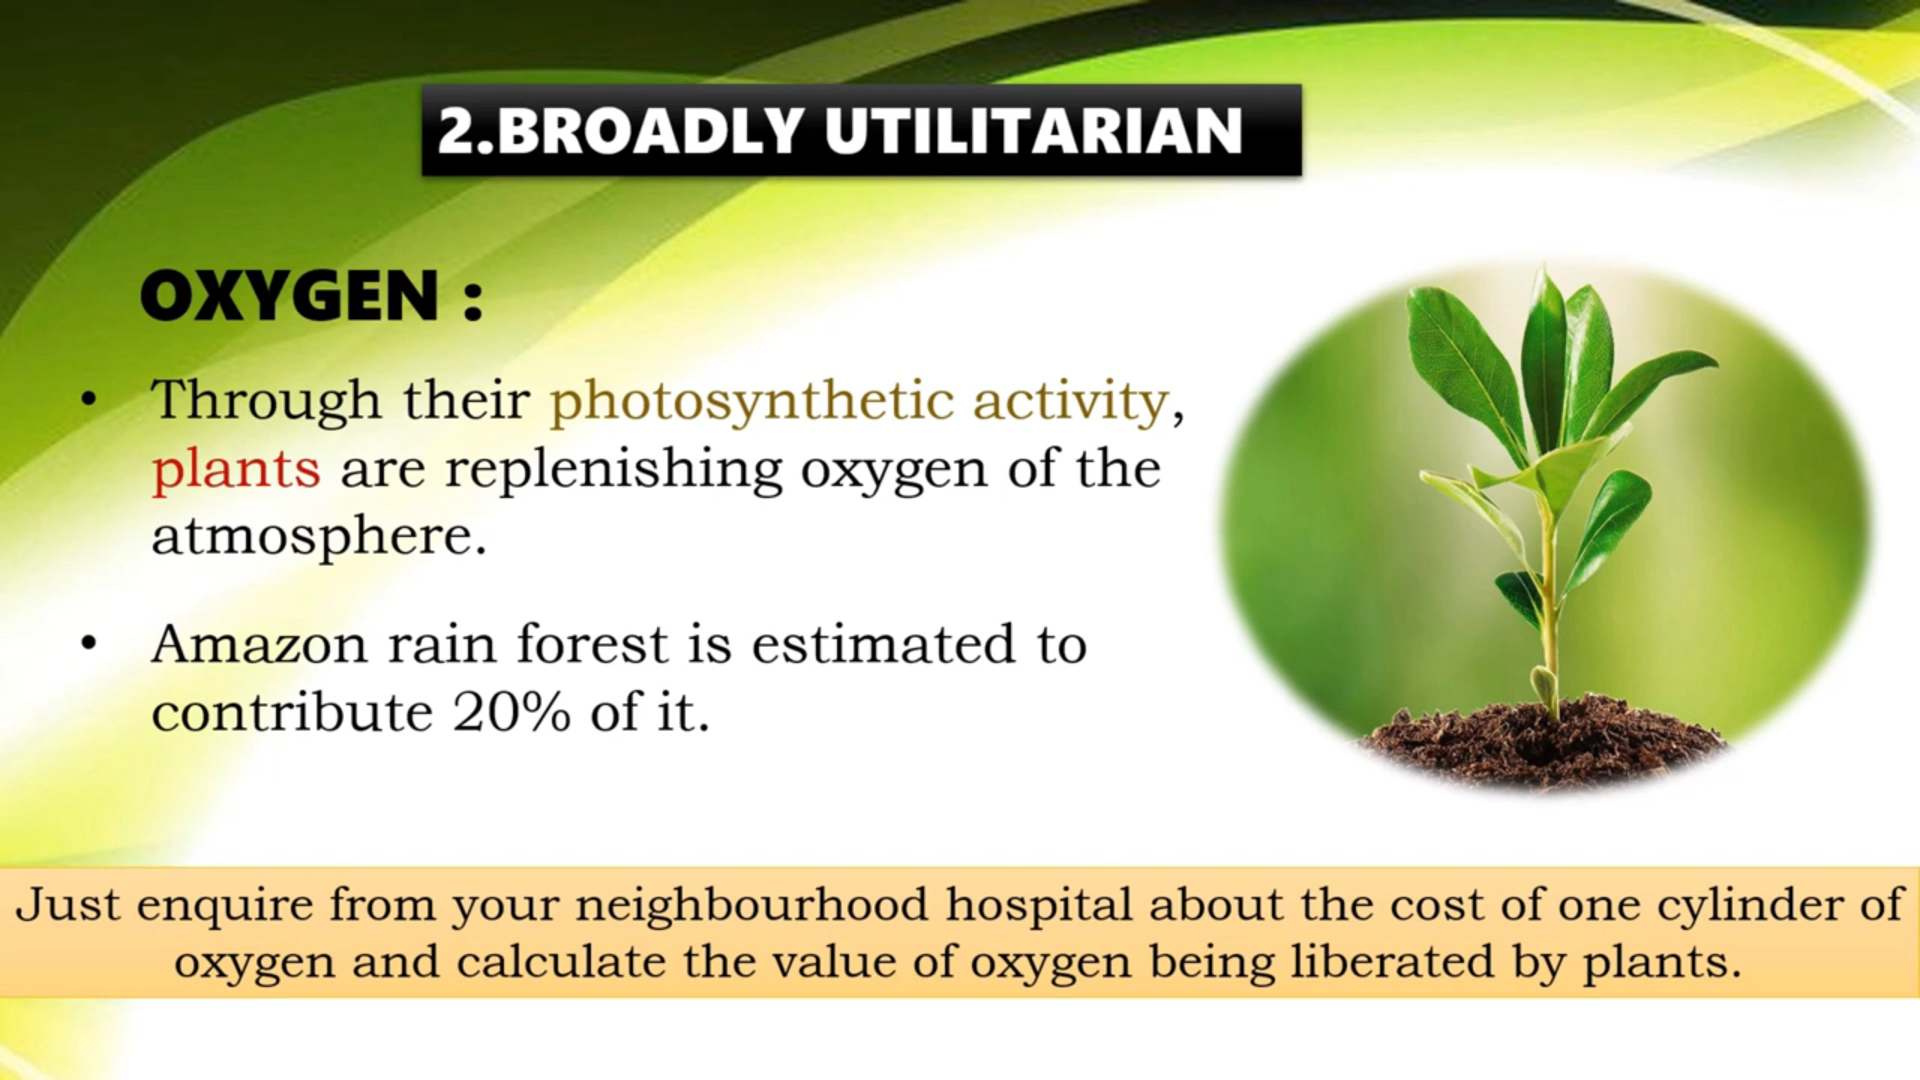 2.BROADLY UTILITARIAN
OXYGEN :
• Through their photosynthetic activity,
plants are replenishing oxygen of the
atmosphere.
• Amazon rain forest is estimated to
contribute 20% of it.
Just enquire from your neighbourhood hospital about the cost of one cylinder of
oxygen and calculate the value of oxygen being liberated by plants.